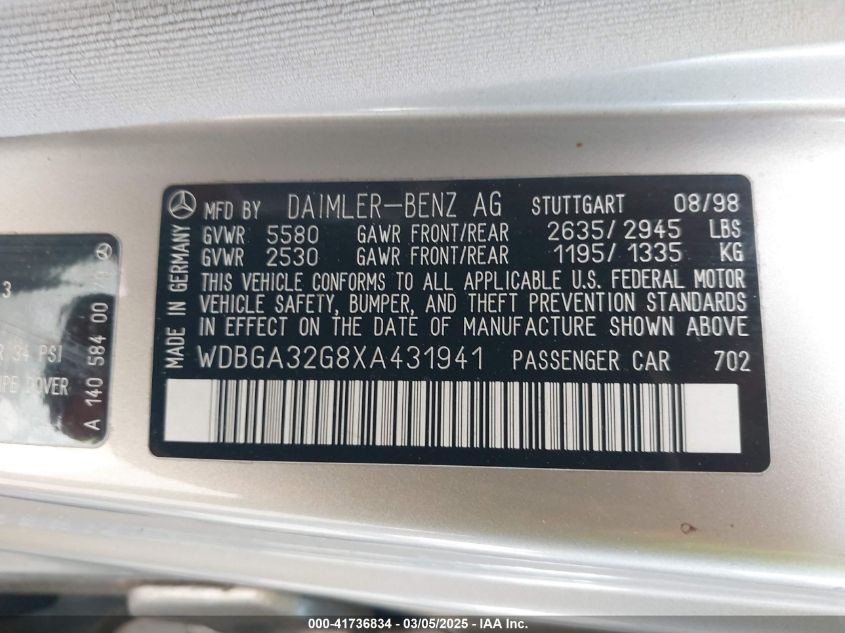 MFD BY DAIMLER-BENZ AG STUTTGART 08/98
GVWR 5580 GAWR FRONT/REAR 2635/2945 LBS
GVWR 2530 GAWR FRONT/REAR 1195/1335 KG
THIS VEHICLE CONFORMS TO ALL APPLICABLE U.S. FEDERAL MOTOR
VEHICLE SAFETY, BUMPER, AND THEFT PREVENTION STANDARDS
IN EFFECT ON THE DATE OF MANUFACTURE SHOWN ABOVE
WDBGA32G8XA431941 PASSENGER CAR 702
MADE IN GERMANY
3
34 PSI
A 140 584 00
000-41736834 - 03/05/2025 - IAA Inc.